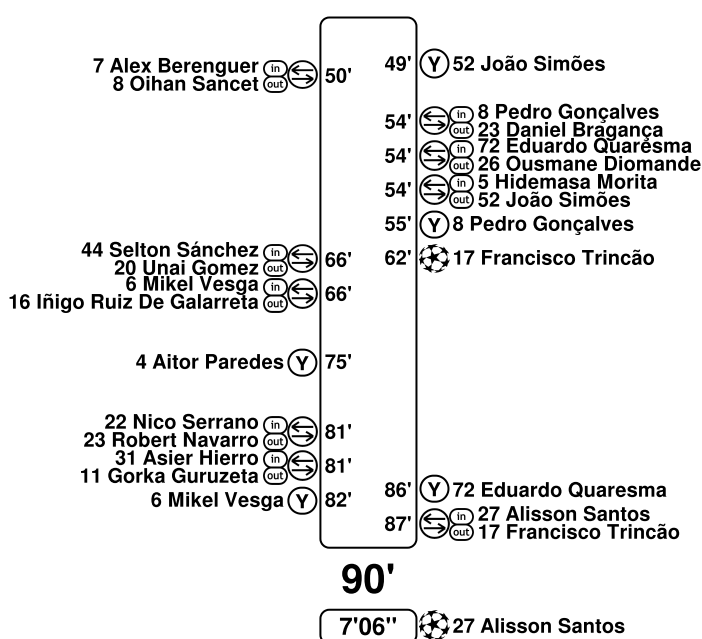 7 Alex Berenguer in
8 Oihan Sancet out
50'
49' Y 52 João Simões
54' in 8 Pedro Gonçalves
out 23 Daniel Bragança
54' in 72 Eduardo Quaresma
out 26 Ousmane Diomande
54' in 5 Hidemasa Morita
out 52 João Simões
55' Y 8 Pedro Gonçalves
44 Selton Sánchez in
20 Unai Gomez out
66'
62' 17 Francisco Trincão
6 Mikel Vesga in
16 Iñigo Ruiz De Galarreta out
66'
4 Aitor Paredes Y 75'
22 Nico Serrano in
23 Robert Navarro out
81'
31 Asier Hierro in
11 Gorka Guruzeta out
81'
6 Mikel Vesga Y 82'
86' Y 72 Eduardo Quaresma
87' in 27 Alisson Santos
out 17 Francisco Trincão
90'
7'06" 27 Alisson Santos